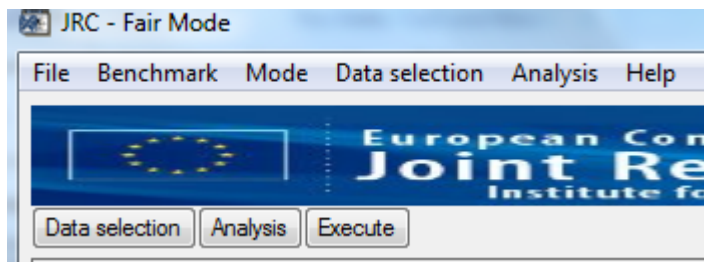 JRC - Fair Mode
File Benchmark Mode Data selection Analysis Help
European Con
Joint Re
Institute fo
Data selection Analysis Execute